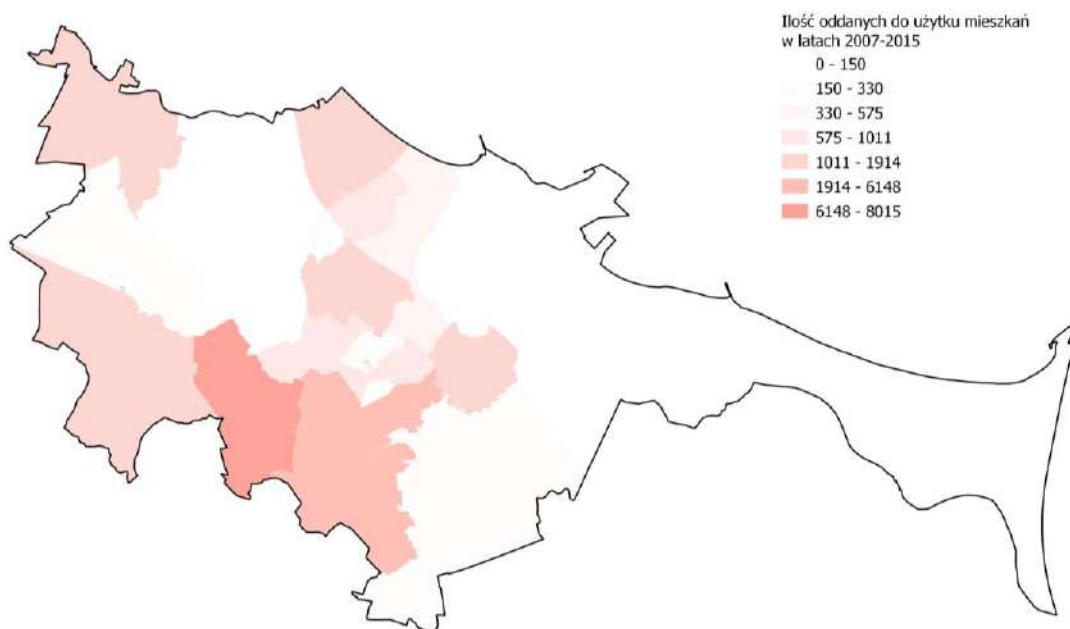 Ilość oddanych do użytku mieszkań
w latach 2007-2015
0 - 150
150 - 330
330 - 575
575 - 1011
1011 - 1914
1914 - 6148
6148 - 8015